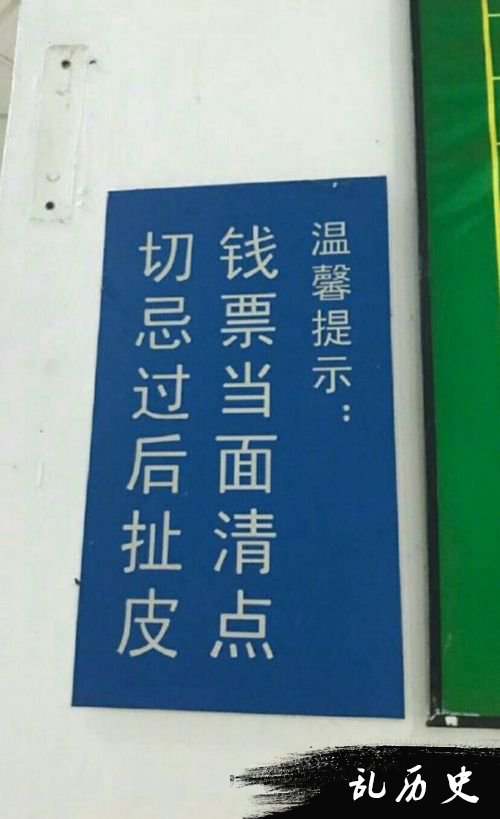 温馨提示：
钱票当面清点
切忌过后扯皮
乱历史